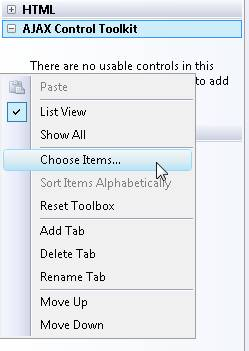 HTML
AJAX Control Toolkit
There are no usable controls in this
to add
Paste
List View
Show All
Choose Items...
Sort Items Alphabetically
Reset Toolbox
Add Tab
Delete Tab
Rename Tab
Move Up
Move Down